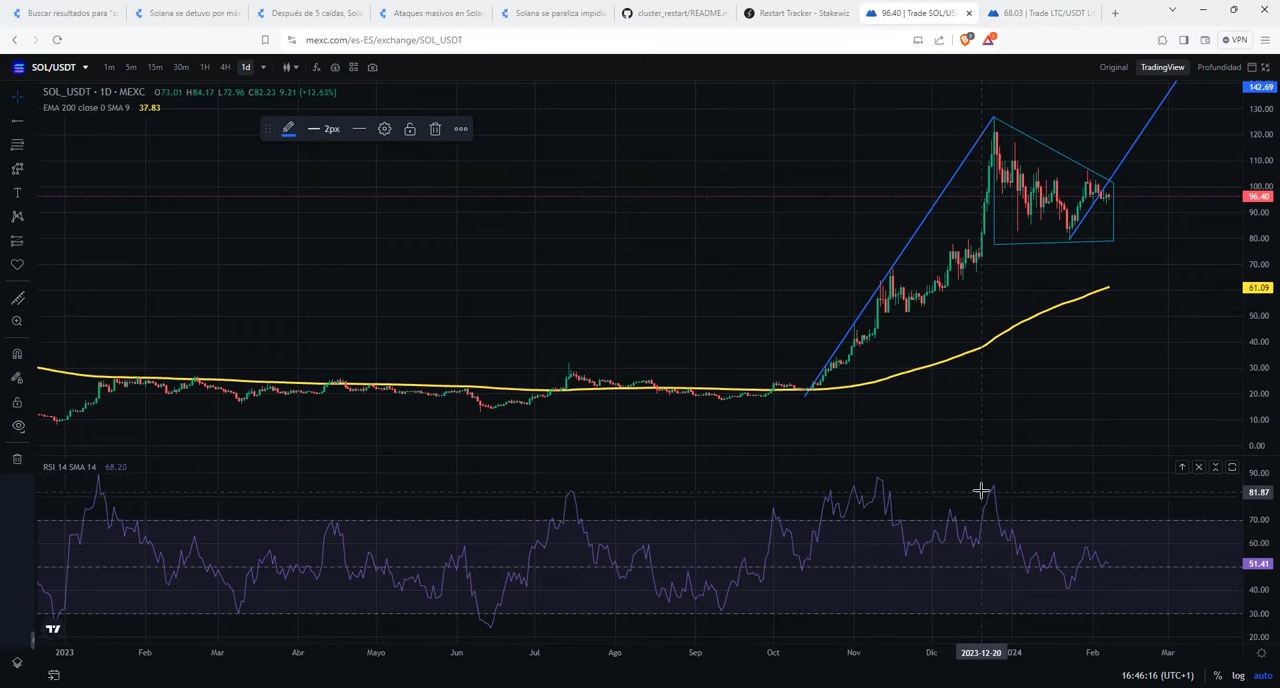 Buscar resultados para "so
Solana se detuvo por más
Después de 5 caídas, Sola
Ataques masivos en Solan
Solana se paraliza impidie
cluster_restart/README.n
Restart Tracker - Stakewiz
96.40 | Trade SOL/US
68.03 | Trade LTC/USDT Li
mexc.com/es-ES/exchange/SOL_USDT
VPN
SOL/USDT
1m 5m 15m 30m 1H 4H 1d
Original TradingView Profundidad
SOL_USDT · 1D · MEXC O73.01 H84.17 L72.96 C82.23 9.21 (+12.63%)
EMA 200 close 0 SMA 9 37.83
2px
142.69
130.00
120.00
110.00
100.00
96.40
90.00
80.00
70.00
61.09
50.00
40.00
30.00
20.00
10.00
0.00
RSI 14 SMA 14 68.20
90.00
81.87
70.00
60.00
51.41
40.00
30.00
20.00
2023 Feb Mar Abr Mayo Jun Jul Ago Sep Oct Nov Dic 2023-12-20 024 Feb Mar
16:46:16 (UTC+1) % log auto